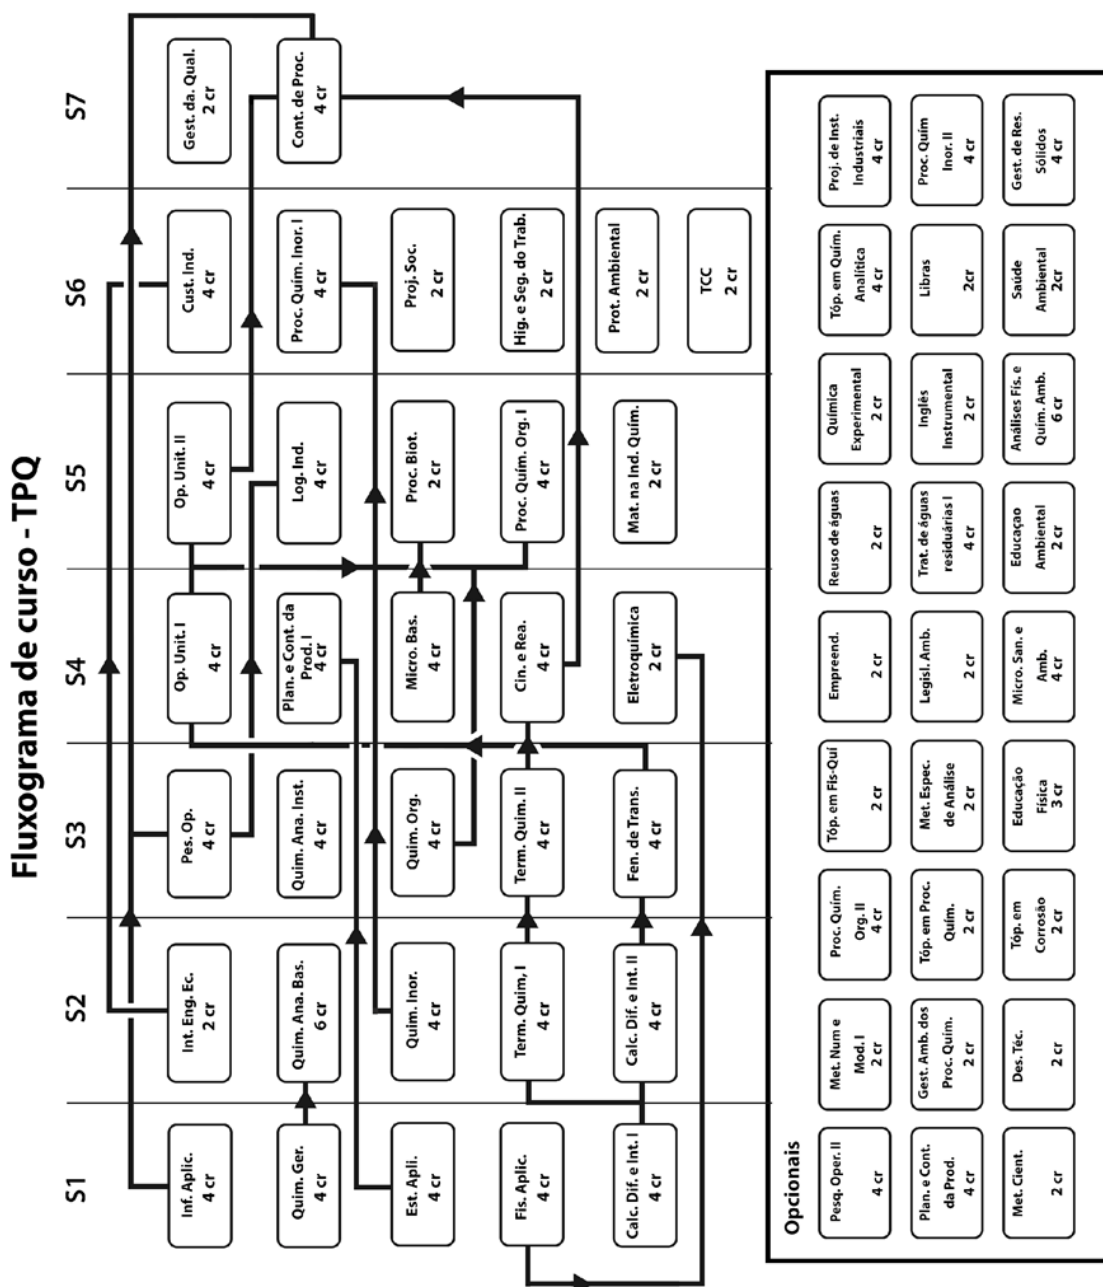 Fluxograma de curso - TPQ
S1
S2
S3
S4
S5
S6
S7
Inf. Aplic.
4 cr
Int. Eng. Ec.
2 cr
Pes. Op.
4 cr
Op. Unit. I
4 cr
Op. Unit. II
4 cr
Cust. Ind.
4 cr
Gest. da. Qual.
2 cr
Quim. Ger.
4 cr
Quim. Ana. Bas.
6 cr
Quim. Ana. Inst.
4 cr
Plan. e Cont. da
Prod. I
4 cr
Log. Ind.
4 cr
Proc. Quím. Inor. I
4 cr
Cont. de Proc.
4 cr
Est. Apli.
4 cr
Quim. Inor.
4 cr
Quim. Org.
4 cr
Micro. Bas.
4 cr
Proc. Biot.
2 cr
Proj. Soc.
2 cr
Fis. Aplic.
4 cr
Term. Quim, I
4 cr
Term. Quim. II
4 cr
Cin. e Rea.
4 cr
Proc. Quím. Org. I
4 cr
Hig. e Seg. do Trab.
2 cr
Calc. Dif. e Int. I
4 cr
Calc. Dif. e Int. II
4 cr
Fen. de Trans.
4 cr
Eletroquímica
2 cr
Mat. na Ind. Quím.
2 cr
Prot. Ambiental
2 cr
TCC
2 cr
Opcionais
Pesq. Oper. II
4 cr
Met. Num e
Mod. I
2 cr
Proc. Quím.
Org. II
4 cr
Tóp. em Fis-Quí
2 cr
Empreend.
2 cr
Reuso de águas
2 cr
Química
Experimental
2 cr
Tóp. em Quím.
Analítica
4 cr
Proj. de Inst.
Industriais
4 cr
Plan. e Cont.
da Prod.
4 cr
Gest. Amb. dos
Proc. Quím.
2 cr
Tóp. em Proc.
Quím.
2 cr
Met. Espec.
de Análise
2 cr
Legisl. Amb.
2 cr
Trat. de águas
residuárias I
4 cr
Inglês
Instrumental
2 cr
Libras
2cr
Proc. Quím
Inor. II
4 cr
Met. Cient.
2 cr
Des. Téc.
2 cr
Tóp. em
Corrosão
2 cr
Educação
Física
3 cr
Micro. San. e
Amb.
4 cr
Educaçao
Ambiental
2 cr
Análises Fís. e
Quím. Amb.
6 cr
Saúde
Ambiental
2cr
Gest. de Res.
Sólidos
4 cr